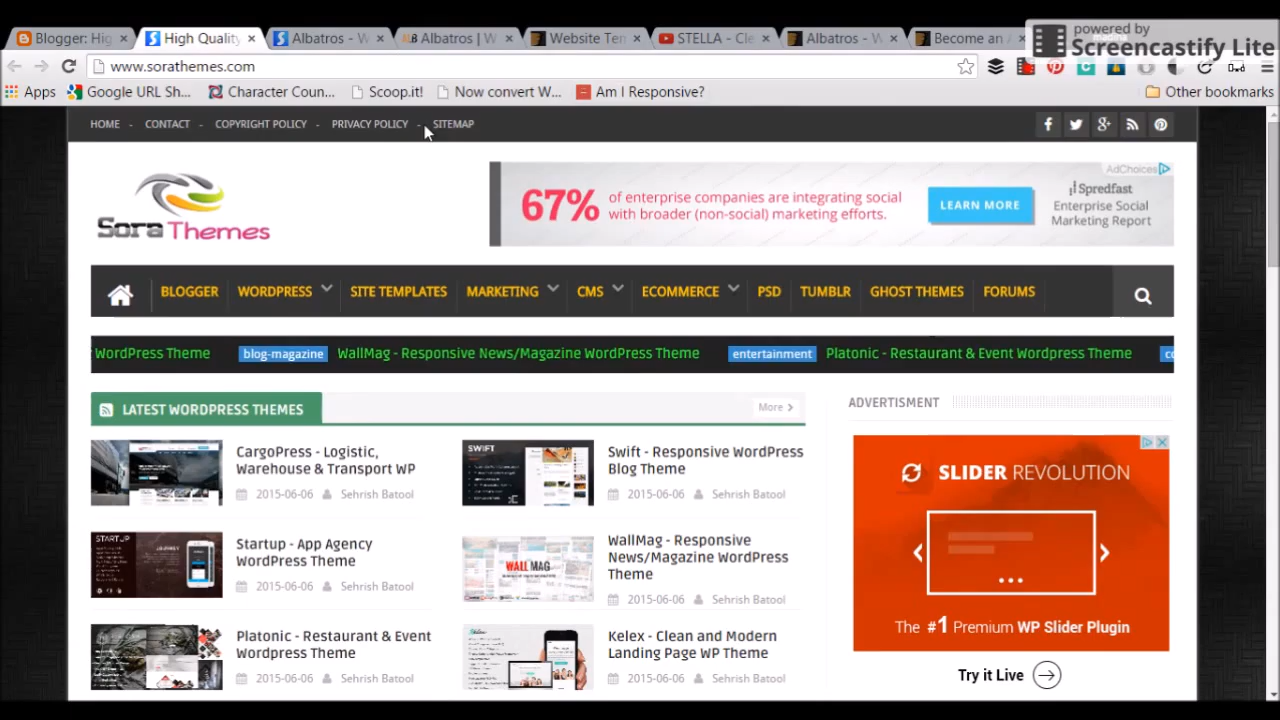 Blogger: Hig
High Quality
Albatros - W
Albatros | W
Website Ten
STELLA - Cle
Albatros - W
Become an A
powered by
Screencastify Lite
www.sorathemes.com
Apps
Google URL Sh...
Character Coun...
Scoop.it!
Now convert W...
Am I Responsive?
Other bookmarks
HOME - CONTACT - COPYRIGHT POLICY - PRIVACY POLICY - SITEMAP
Sora Themes
67% of enterprise companies are integrating social
with broader (non-social) marketing efforts.
LEARN MORE
AdChoices
Spredfast
Enterprise Social
Marketing Report
BLOGGER WORDPRESS SITE TEMPLATES MARKETING CMS ECOMMERCE PSD TUMBLR GHOST THEMES FORUMS
WordPress Theme blog-magazine WallMag - Responsive News/Magazine WordPress Theme entertainment Platonic - Restaurant & Event Wordpress Theme co
LATEST WORDPRESS THEMES
More
ADVERTISMENT
CargoPress - Logistic,
Warehouse & Transport WP
2015-06-06 Sehrish Batool
SWIFT
Swift - Responsive WordPress
Blog Theme
2015-06-06 Sehrish Batool
STARTUP
Startup - App Agency
WordPress Theme
2015-06-06 Sehrish Batool
WALL MAG
WallMag - Responsive
News/Magazine WordPress
Theme
2015-06-06 Sehrish Batool
Platonic - Restaurant & Event
Wordpress Theme
2015-06-06 Sehrish Batool
Kelex - Clean and Modern
Landing Page WP Theme
2015-06-06 Sehrish Batool
SLIDER REVOLUTION
The #1 Premium WP Slider Plugin
Try it Live